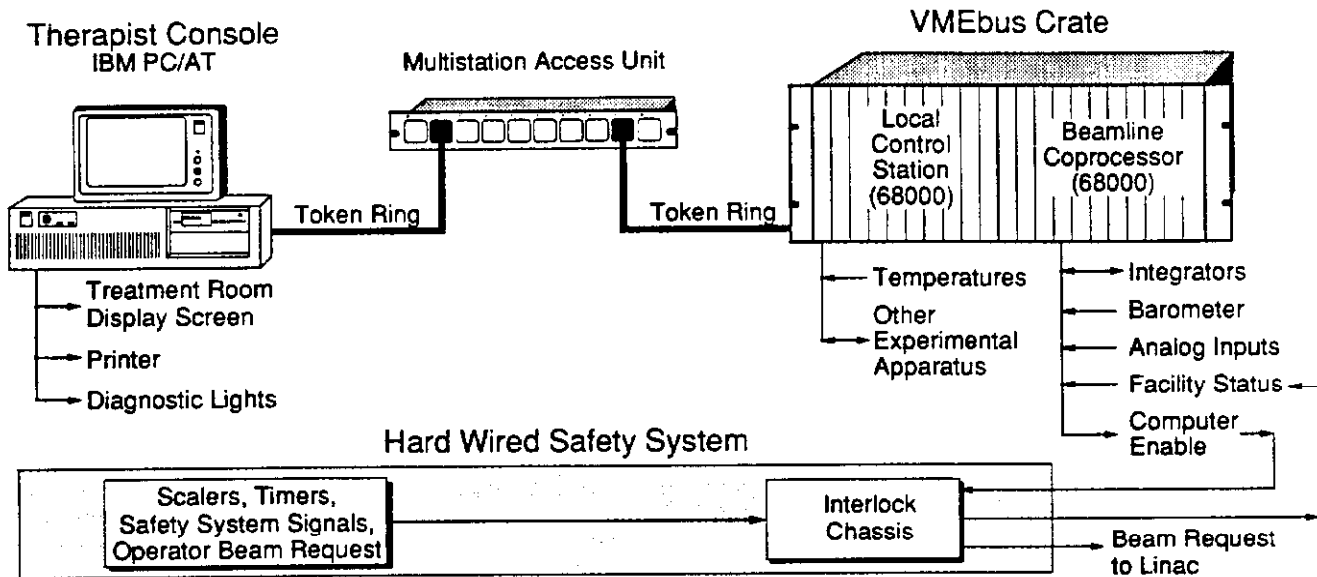 Therapist Console
IBM PC/AT
Multistation Access Unit
VMEbus Crate
Local
Control
Station
(68000)
Beamline
Coprocessor
(68000)
Token Ring
Token Ring
Treatment Room
Display Screen
Printer
Diagnostic Lights
Temperatures
Other
Experimental
Apparatus
Integrators
Barometer
Analog Inputs
Facility Status
Computer
Enable
Hard Wired Safety System
Scalers, Timers,
Safety System Signals,
Operator Beam Request
Interlock
Chassis
Beam Request
to Linac